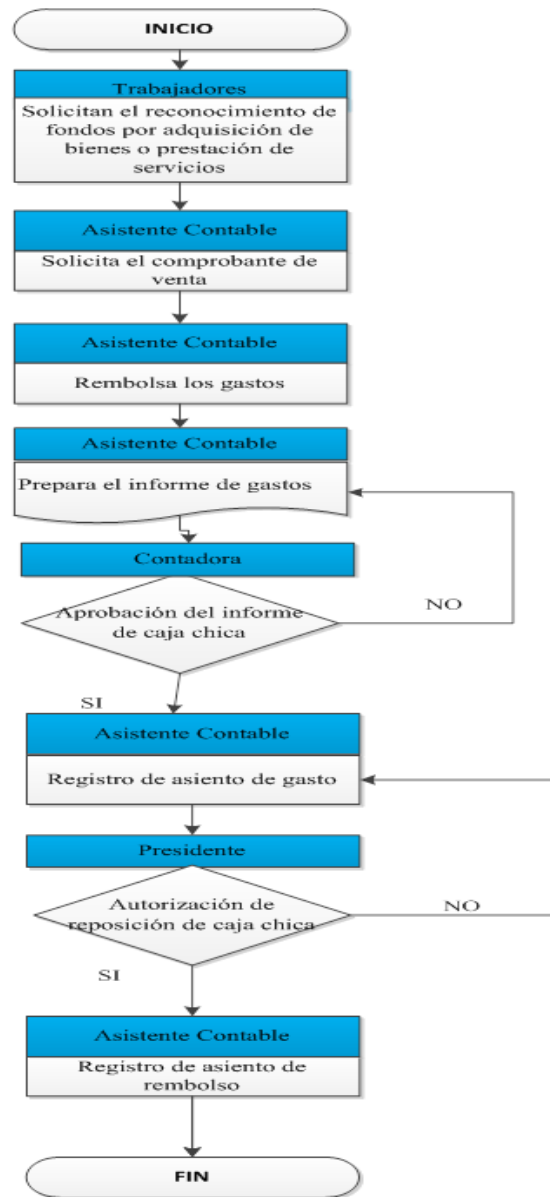 INICIO
Trabajadores
Solicitan el reconocimiento de
fondos por adquisición de
bienes o prestación de
servicios
Asistente Contable
Solicita el comprobante de
venta
Asistente Contable
Rembolsa los gastos
Asistente Contable
Prepara el informe de gastos
Contadora
Aprobación del informe
de caja chica
NO
SI
Asistente Contable
Registro de asiento de gasto
Presidente
Autorización de
reposición de caja chica
NO
SI
Asistente Contable
Registro de asiento de
rembolso
FIN